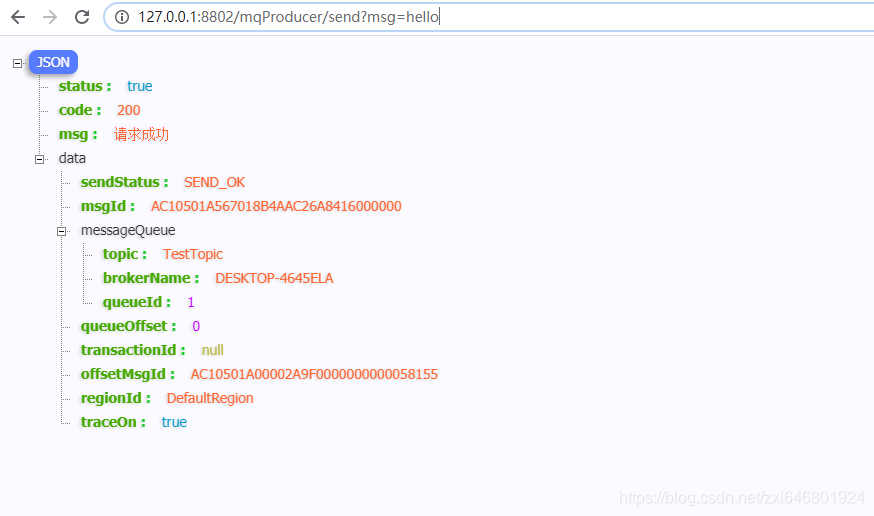 127.0.0.1:8802/mqProducer/send?msg=hello
JSON
status : true
code : 200
msg : 请求成功
data
sendStatus : SEND_OK
msgId : AC10501A567018B4AAC26A8416000000
messageQueue
topic : TestTopic
brokerName : DESKTOP-4645ELA
queueId : 1
queueOffset : 0
transactionId : null
offsetMsgId : AC10501A00002A9F0000000000058155
regionId : DefaultRegion
traceOn : true
https://blog.csdn.net/zxl646801924